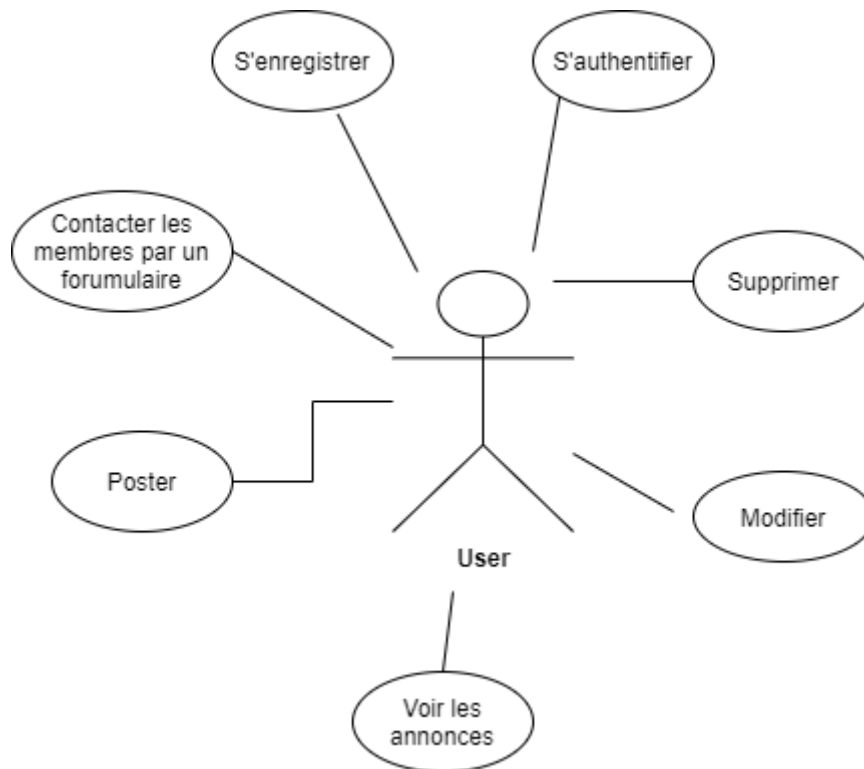 S'enregistrer
S'authentifier
Contacter les
membres par un
forumulaire
Supprimer
Poster
Modifier
User
Voir les
annonces